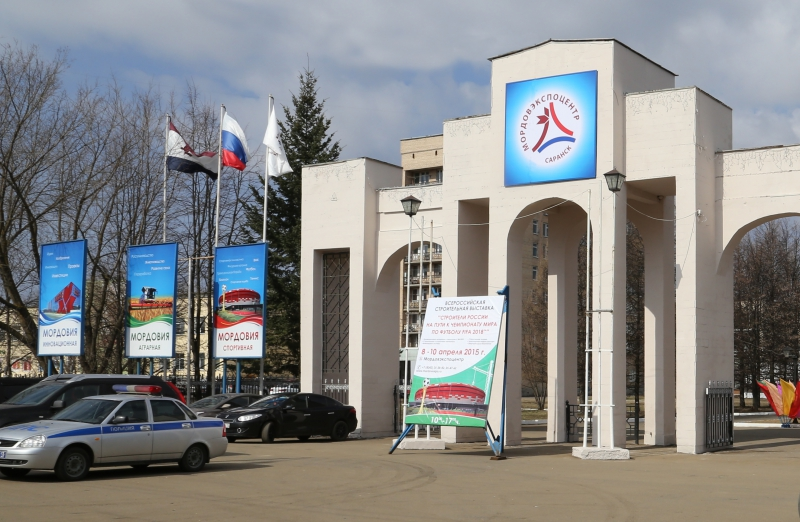 МОРДОВЭКСПОЦЕНТР
САРАНСК
МОРДОВИЯ
ИННОВАЦИОННАЯ
МОРДОВИЯ
АГРАРНАЯ
МОРДОВИЯ
СПОРТИВНАЯ
ВСЕРОССИЙСКАЯ
СТРОИТЕЛЬНАЯ ВЫСТАВКА
"СТРОИТЕЛИ РОССИИ
НА ПУТИ К ЧЕМПИОНАТУ МИРА
ПО ФУТБОЛУ FIFA 2018"
8 - 10 апреля 2015 г.
Мордовэкспоцентр